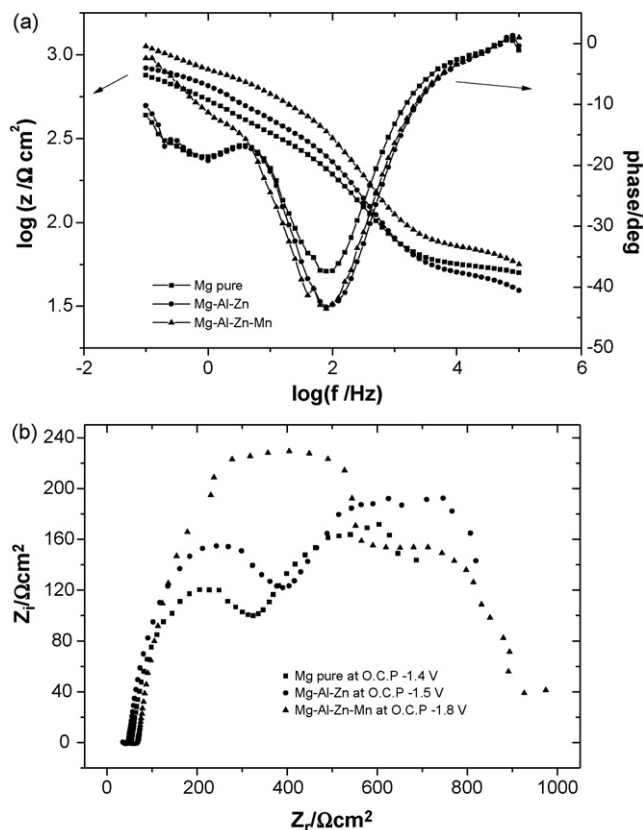 (a)
3.0
2.5
2.0
1.5
log (z /Ω cm²)
0
-10
-20
-30
-40
-50
phase/deg
Mg pure
Mg-Al-Zn
Mg-Al-Zn-Mn
-2 0 2 4 6
log(f /Hz)
(b)
240
200
160
120
80
40
0
Zᵢ/Ωcm²
Mg pure at O.C.P -1.4 V
Mg-Al-Zn at O.C.P -1.5 V
Mg-Al-Zn-Mn at O.C.P -1.8 V
0 200 400 600 800 1000
Zᵣ/Ωcm²